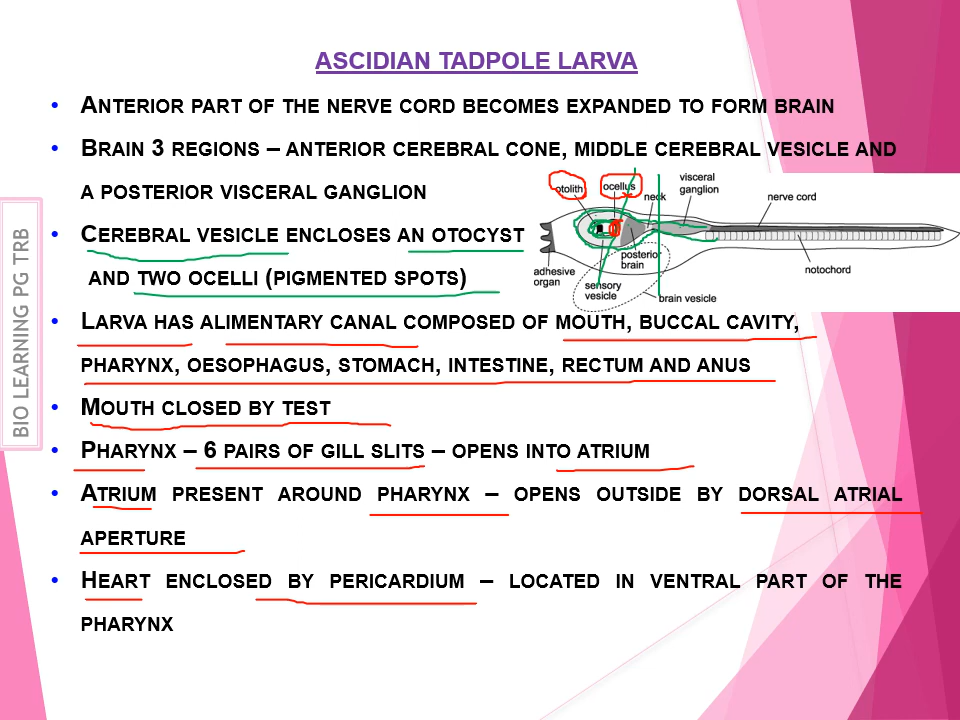 ASCIDIAN TADPOLE LARVA
• ANTERIOR PART OF THE NERVE CORD BECOMES EXPANDED TO FORM BRAIN
• BRAIN 3 REGIONS – ANTERIOR CEREBRAL CONE, MIDDLE CEREBRAL VESICLE AND
A POSTERIOR VISCERAL GANGLION
• CEREBRAL VESICLE ENCLOSES AN OTOCYST
AND TWO OCELLI (PIGMENTED SPOTS)
• LARVA HAS ALIMENTARY CANAL COMPOSED OF MOUTH, BUCCAL CAVITY,
PHARYNX, OESOPHAGUS, STOMACH, INTESTINE, RECTUM AND ANUS
• MOUTH CLOSED BY TEST
• PHARYNX – 6 PAIRS OF GILL SLITS – OPENS INTO ATRIUM
• ATRIUM PRESENT AROUND PHARYNX – OPENS OUTSIDE BY DORSAL ATRIAL
APERTURE
• HEART ENCLOSED BY PERICARDIUM – LOCATED IN VENTRAL PART OF THE
PHARYNX
otolith
ocellus
neck
visceral
ganglion
nerve cord
adhesive
organ
sensory
vesicle
posterior
brain
brain vesicle
notochord
BIO LEARNING PG TRB